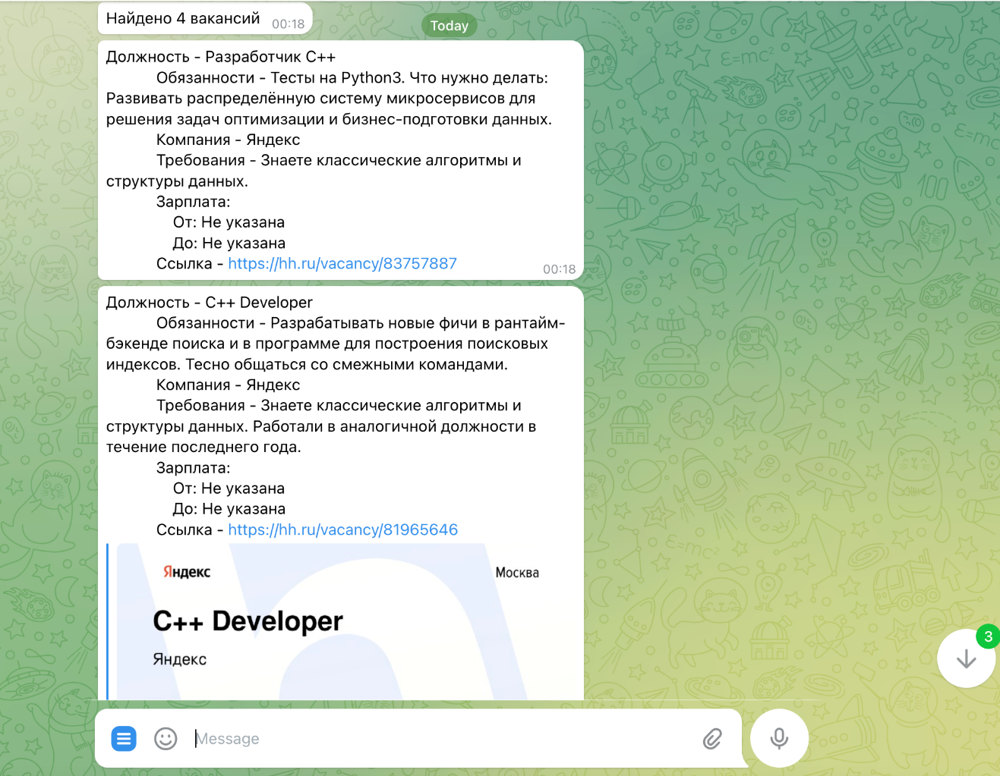 Найдено 4 вакансий 00:18
Today
Должность - Разработчик C++
Обязанности - Тесты на Python3. Что нужно делать:
Развивать распределённую систему микросервисов для
решения задач оптимизации и бизнес-подготовки данных.
Компания - Яндекс
Требования - Знаете классические алгоритмы и
структуры данных.
Зарплата:
От: Не указана
До: Не указана
Ссылка - https://hh.ru/vacancy/83757887
00:18
Должность - C++ Developer
Обязанности - Разрабатывать новые фичи в рантайм-
бэкенде поиска и в программе для построения поисковых
индексов. Тесно общаться со смежными командами.
Компания - Яндекс
Требования - Знаете классические алгоритмы и
структуры данных. Работали в аналогичной должности в
течение последнего года.
Зарплата:
От: Не указана
До: Не указана
Ссылка - https://hh.ru/vacancy/81965646
Яндекс Москва
C++ Developer
Яндекс
3
Message